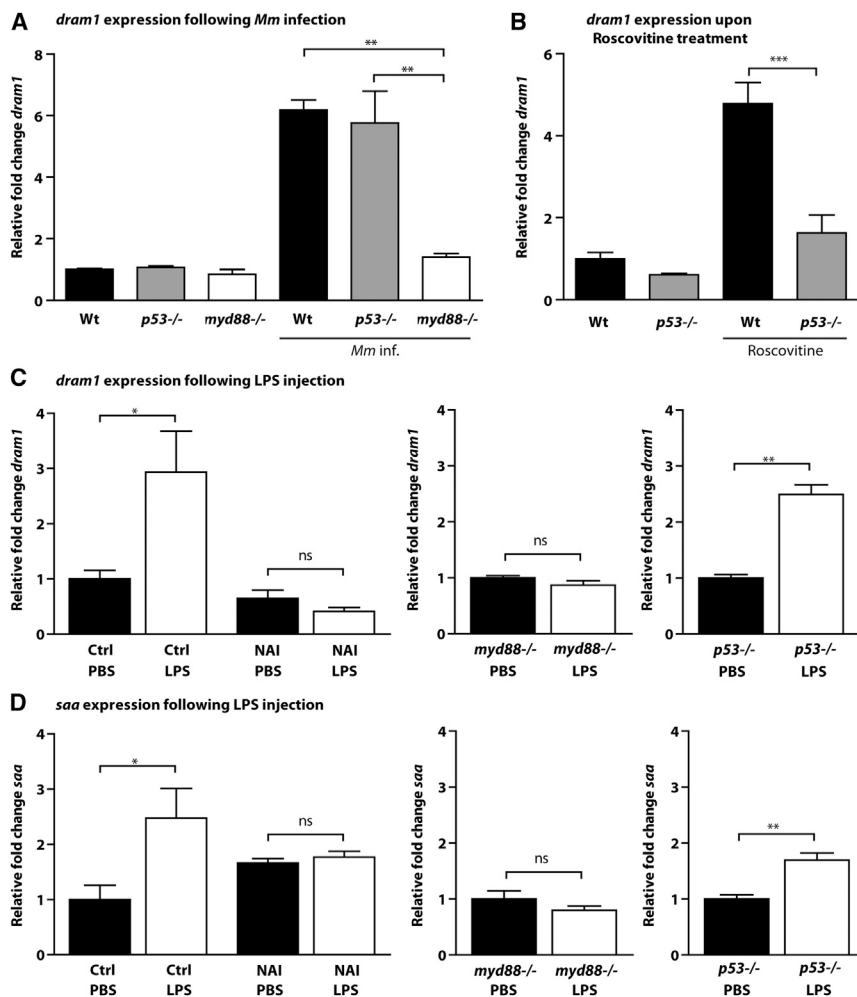 A
dram1 expression following Mm infection
Relative fold change dram1
8
6
4
2
0
**
**
Wt
p53-/-
myd88-/-
Wt
p53-/-
myd88-/-
Mm inf.
B
dram1 expression upon
Roscovitine treatment
Relative fold change dram1
6
4
2
0
***
Wt
p53-/-
Wt
p53-/-
Roscovitine
C
dram1 expression following LPS injection
Relative fold change dram1
4
3
2
1
0
*
ns
Ctrl
PBS
Ctrl
LPS
NAI
PBS
NAI
LPS
Relative fold change dram1
4
3
2
1
0
ns
myd88-/-
PBS
myd88-/-
LPS
Relative fold change dram1
4
3
2
1
0
**
p53-/-
PBS
p53-/-
LPS
D
saa expression following LPS injection
Relative fold change saa
4
3
2
1
0
*
ns
Ctrl
PBS
Ctrl
LPS
NAI
PBS
NAI
LPS
Relative fold change saa
4
3
2
1
0
ns
myd88-/-
PBS
myd88-/-
LPS
Relative fold change saa
4
3
2
1
0
**
p53-/-
PBS
p53-/-
LPS